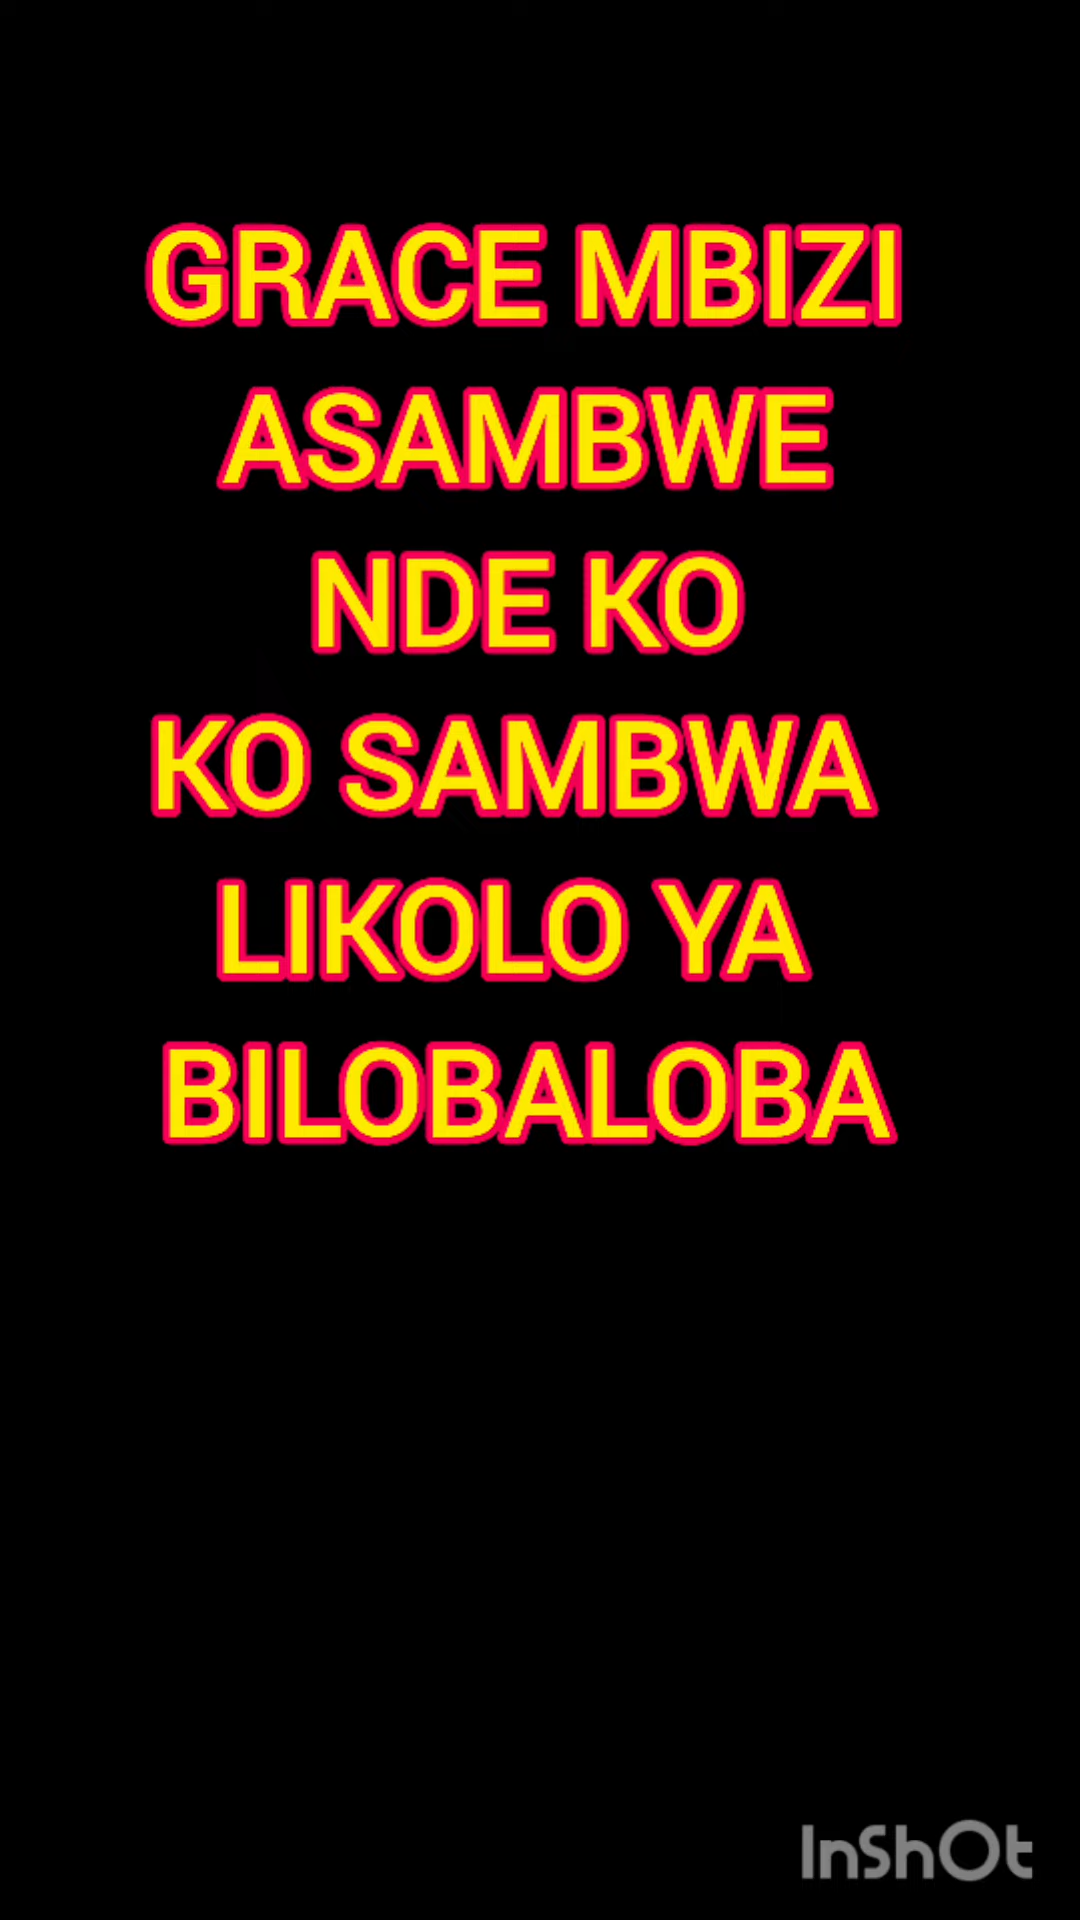 GRACE MBIZI
ASAMBWE
NDE KO
KO SAMBWA
LIKOLO YA
BILOBALOBA
InShOt